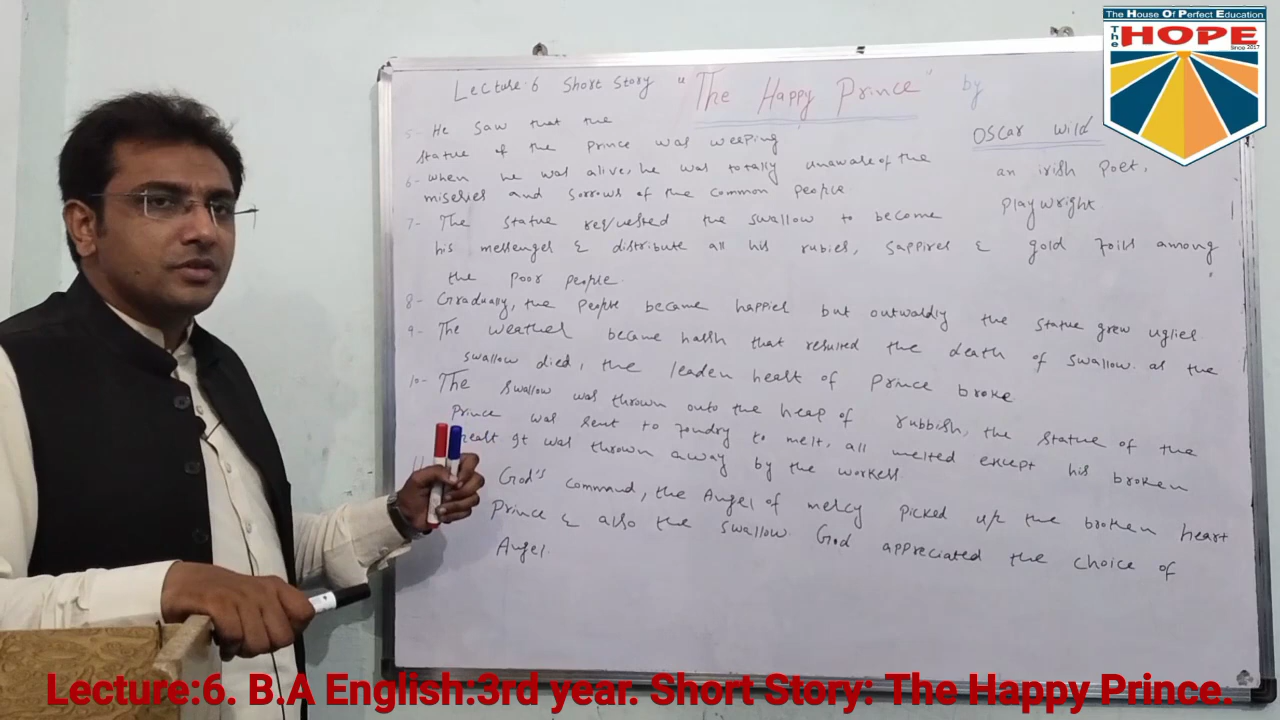 The House Of Perfect Education
The
HOPE
Since 2017
Lecture:6 Short Story "The Happy Prince" by
Oscar Wild
an irish Poet,
Playwright
5- He saw that the
statue of the Prince was weeping
6- when he was alive, he was totally unaware of the
miseries and sorrows of the common people
7- The statue requested the swallow to become
his messenger & distribute all his rubies, sappires & gold foils among
the poor people.
8- Gradually, the people became happier but outwaldly the statue grew uglier
9- The weather became harsh that resulted the death of swallow. as the
swallow died, the leaden heart of Prince broke.
10- The swallow was thrown onto the heap of rubbish, the statue of the
Prince was sent to foundry to melt, all melted except his broken
heart It was thrown away by the workers.
God's command, the Angel of mercy picked up the broken heart
Prince & also the swallow. God appreciated the choice of
Angel.
Lecture:6. B.A English:3rd year. Short Story: The Happy Prince.